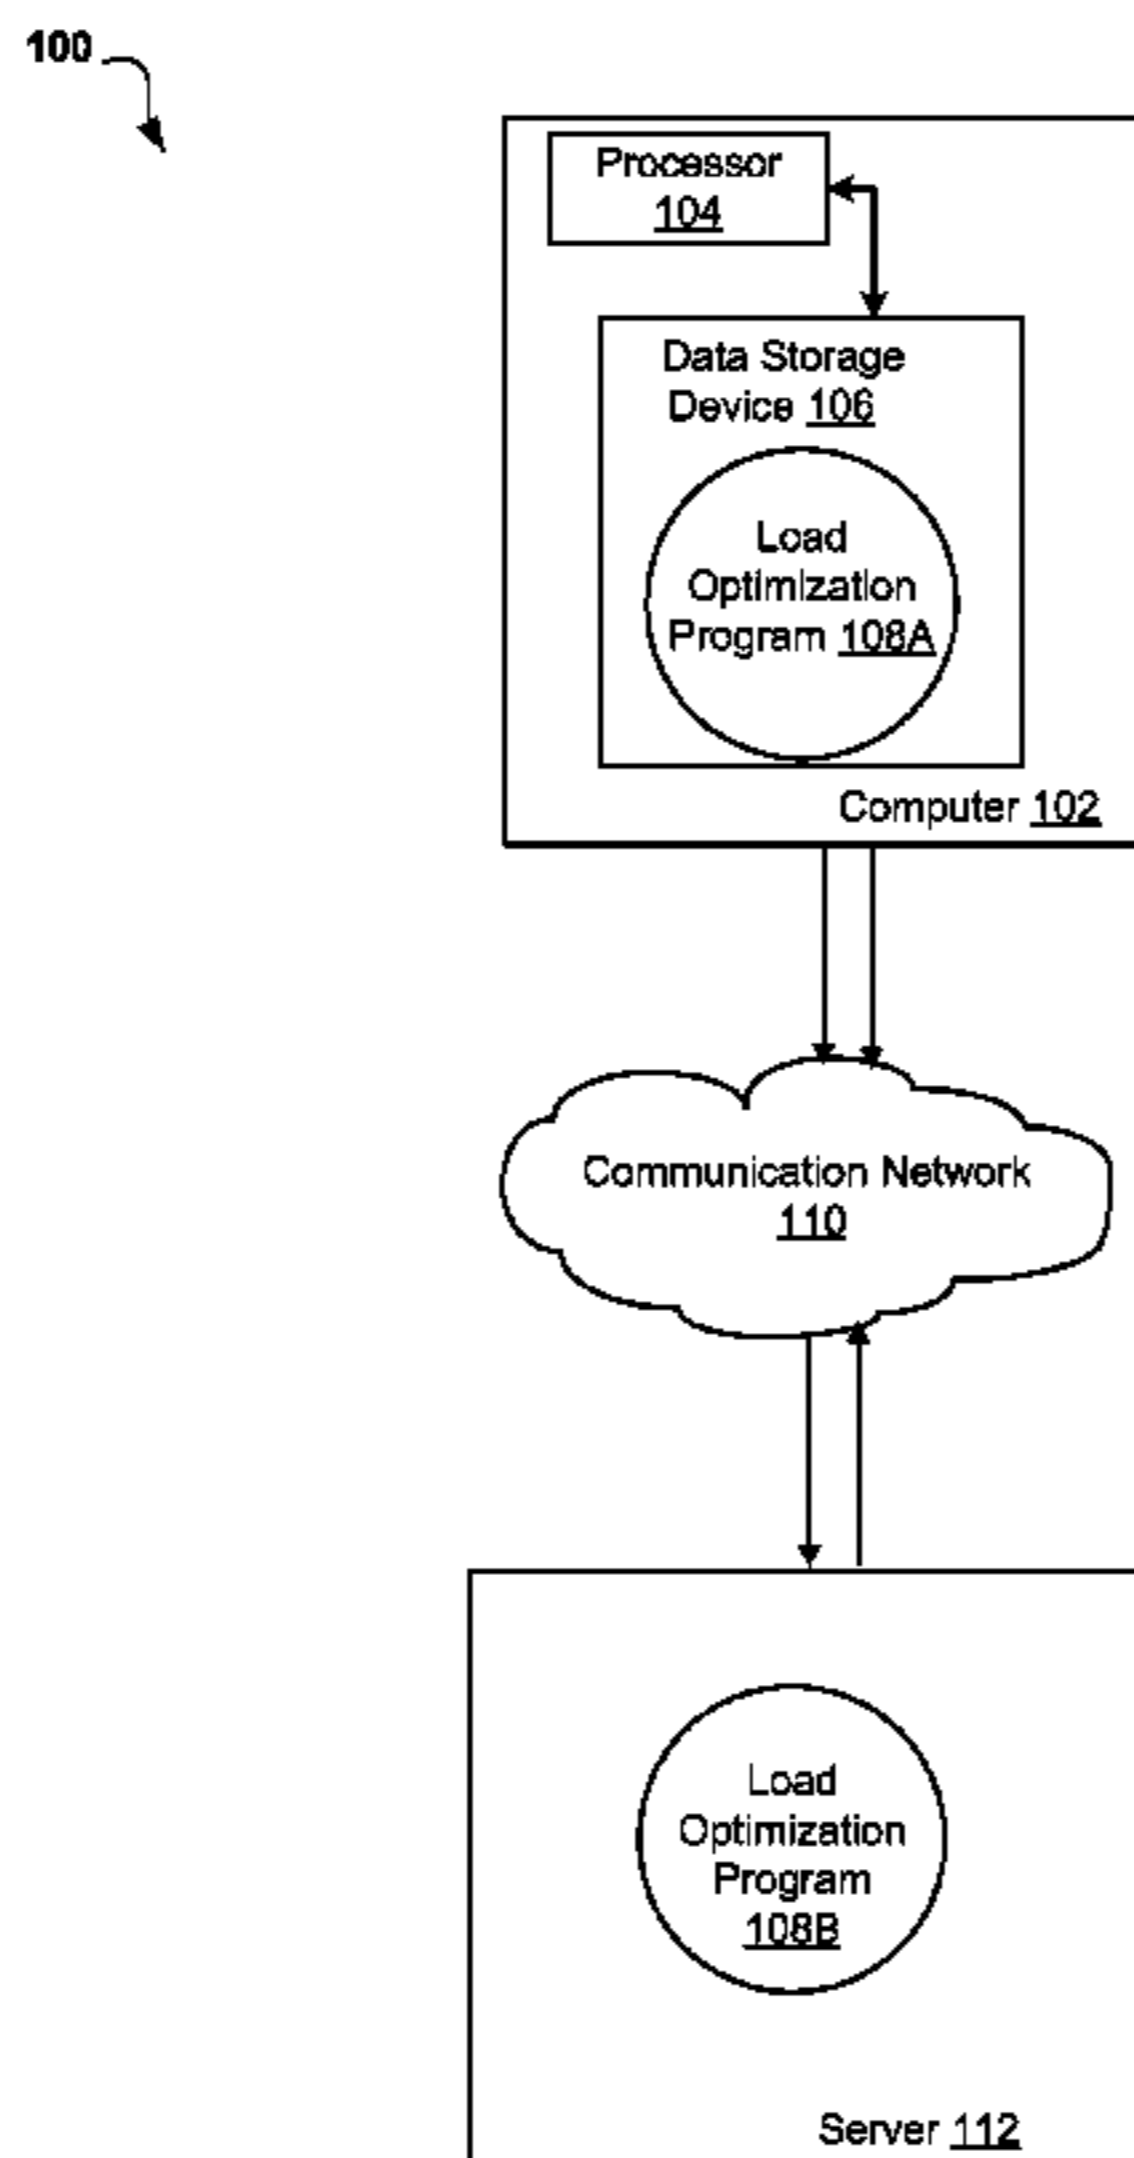 100
Processor
104
Data Storage
Device 106
Load
Optimization
Program 108A
Computer 102
Communication Network
110
Load
Optimization
Program
108B
Server 112